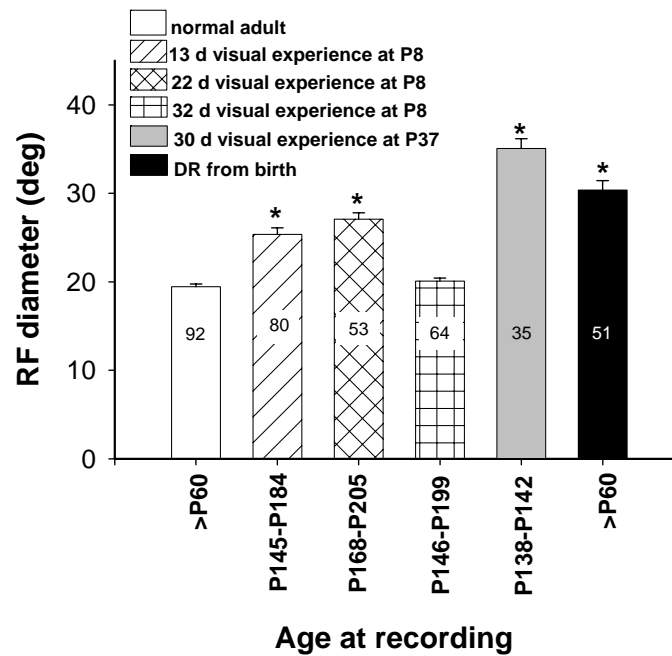 normal adult
13 d visual experience at P8
22 d visual experience at P8
32 d visual experience at P8
30 d visual experience at P37
DR from birth
RF diameter (deg)
40
30
20
10
0
*
*
*
*
92
80
53
64
35
51
>P60
P145-P184
P168-P205
P146-P199
P138-P142
>P60
Age at recording